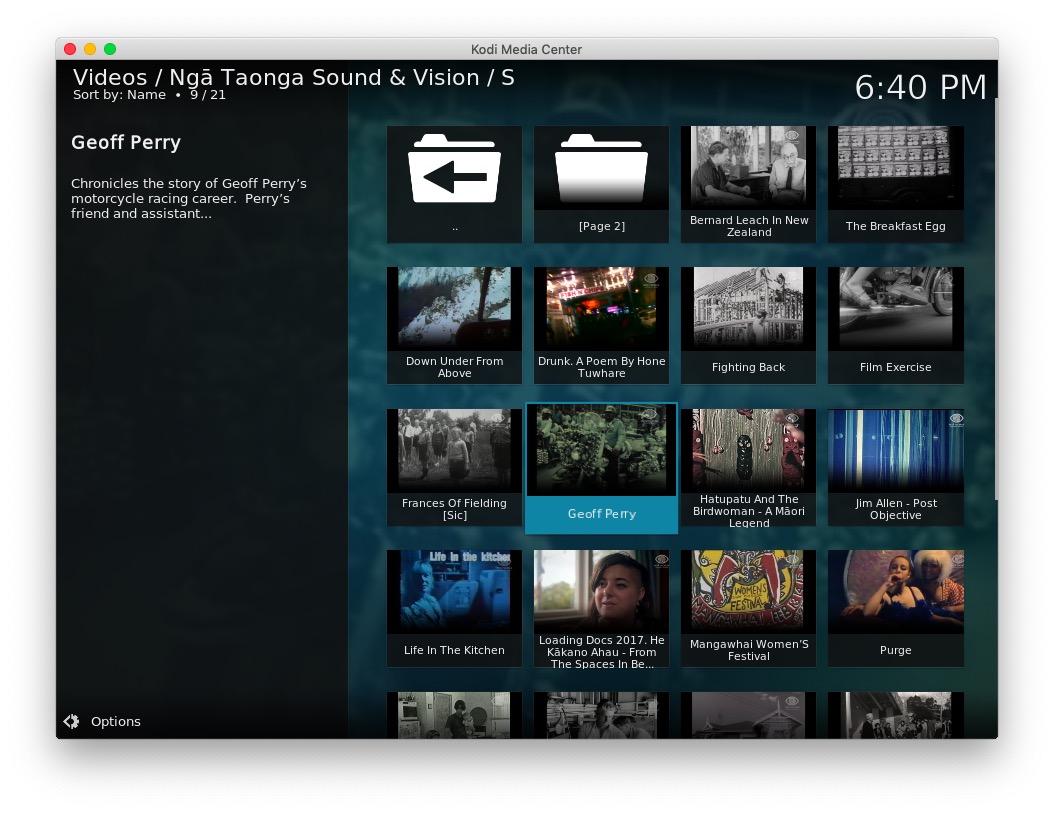 Kodi Media Center
Videos / Ngā Taonga Sound & Vision / S
Sort by: Name • 9 / 21
6:40 PM
Geoff Perry
Chronicles the story of Geoff Perry’s
motorcycle racing career. Perry’s
friend and assistant...
..
[Page 2]
Bernard Leach In New
Zealand
The Breakfast Egg
FISH N CHIPS
Down Under From
Above
Drunk. A Poem By Hone
Tuwhare
Fighting Back
Film Exercise
Frances Of Fielding
[Sic]
Geoff Perry
Hatupatu And The
Birdwoman - A Māori
Legend
Jim Allen - Post
Objective
Life in the kitchen
WOMEN'S
FESTIVAL
MANGAWHAI
Life In The Kitchen
Loading Docs 2017. He
Kākano Ahau - From
The Spaces In Be...
Mangawhai Women’S
Festival
Purge
Options